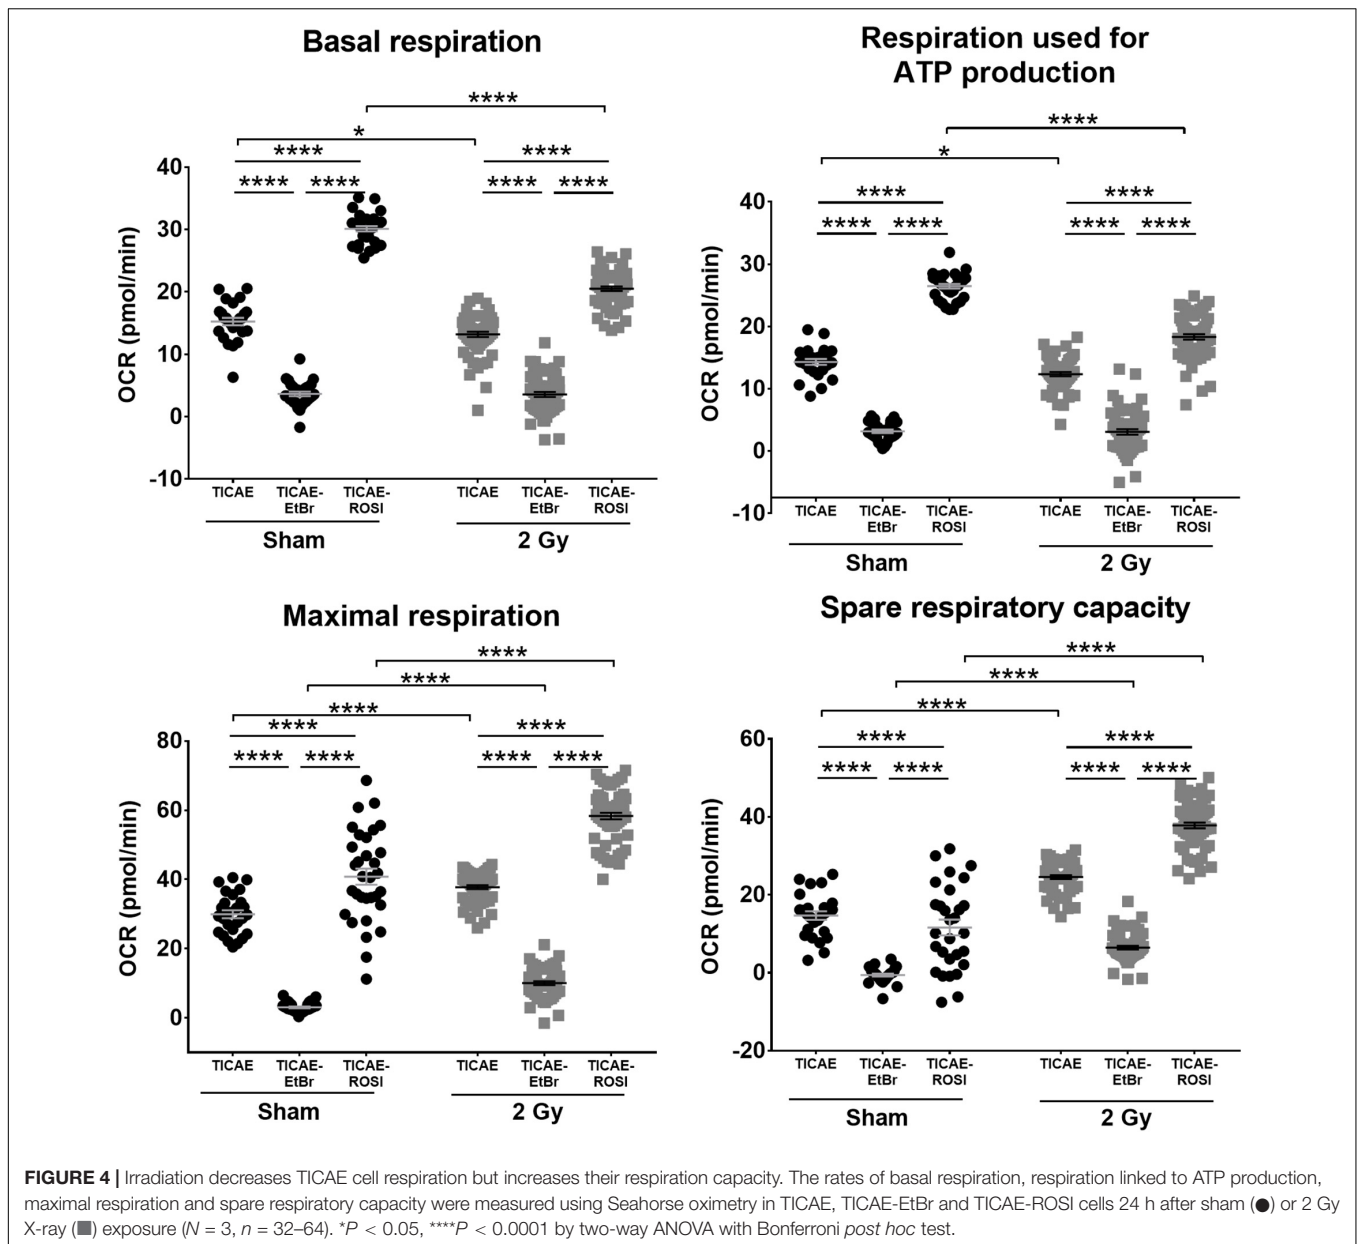 Basal respiration
****
*
**** ****
**** **** **** ****
OCR (pmol/min)
40
30
20
10
0
-10
TICAE TICAE-EtBr TICAE-ROSI TICAE TICAE-EtBr TICAE-ROSI
Sham 2 Gy
Respiration used for
ATP production
****
*
**** ****
**** **** **** ****
OCR (pmol/min)
40
30
20
10
0
-10
TICAE TICAE-EtBr TICAE-ROSI TICAE TICAE-EtBr TICAE-ROSI
Sham 2 Gy
Maximal respiration
****
****
****
**** ****
**** **** **** ****
OCR (pmol/min)
80
60
40
20
0
TICAE TICAE-EtBr TICAE-ROSI TICAE TICAE-EtBr TICAE-ROSI
Sham 2 Gy
Spare respiratory capacity
****
****
****
**** ****
**** **** **** ****
OCR (pmol/min)
60
40
20
0
-20
TICAE TICAE-EtBr TICAE-ROSI TICAE TICAE-EtBr TICAE-ROSI
Sham 2 Gy
FIGURE 4 | Irradiation decreases TICAE cell respiration but increases their respiration capacity. The rates of basal respiration, respiration linked to ATP production,
maximal respiration and spare respiratory capacity were measured using Seahorse oximetry in TICAE, TICAE-EtBr and TICAE-ROSI cells 24 h after sham (●) or 2 Gy
X-ray (■) exposure (N = 3, n = 32–64). *P < 0.05, ****P < 0.0001 by two-way ANOVA with Bonferroni post hoc test.